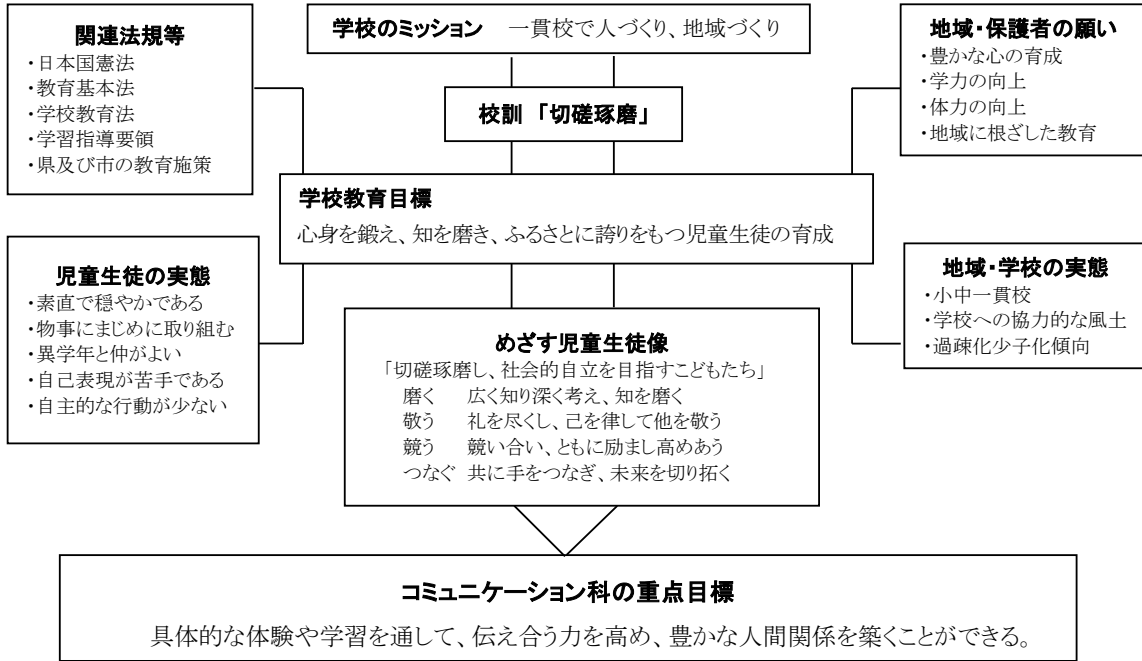 関連法規等
・日本国憲法
・教育基本法
・学校教育法
・学習指導要領
・県及び市の教育施策
学校のミッション　一貫校で人づくり、地域づくり
校訓 「切磋琢磨」
地域・保護者の願い
・豊かな心の育成
・学力の向上
・体力の向上
・地域に根ざした教育
学校教育目標
心身を鍛え、知を磨き、ふるさとに誇りをもつ児童生徒の育成
児童生徒の実態
・素直で穏やかである
・物事にまじめに取り組む
・異学年と仲がよい
・自己表現が苦手である
・自主的な行動が少ない
地域・学校の実態
・小中一貫校
・学校への協力的な風土
・過疎化少子化傾向
めざす児童生徒像
「切磋琢磨し、社会的自立を目指すこどもたち」
磨く　広く知り深く考え、知を磨く
敬う　礼を尽くし、己を律して他を敬う
競う　競い合い、ともに励まし高めあう
つなぐ　共に手をつなぎ、未来を切り拓く
コミュニケーション科の重点目標
具体的な体験や学習を通して、伝え合う力を高め、豊かな人間関係を築くことができる。